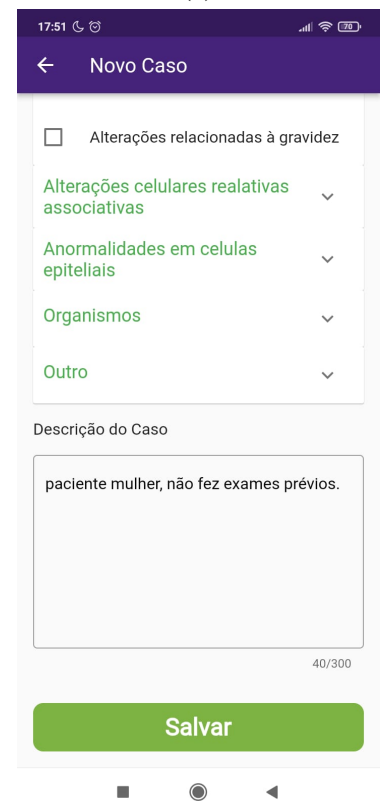 17:51
70
Novo Caso
Alterações relacionadas à gravidez
Alterações celulares realativas
associativas
Anormalidades em celulas
epiteliais
Organismos
Outro
Descrição do Caso
paciente mulher, não fez exames prévios.
40/300
Salvar